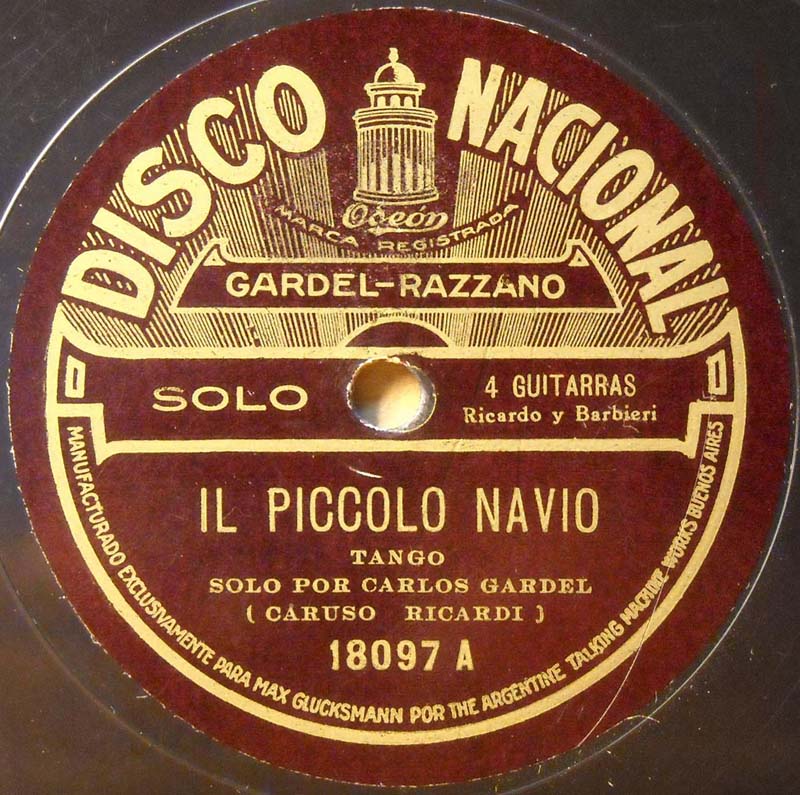 DISCO NACIONAL
Odeón
MARCA REGISTRADA
GARDEL-RAZZANO
SOLO
4 GUITARRAS
Ricardo y Barbieri
IL PICCOLO NAVIO
TANGO
SOLO POR CARLOS GARDEL
( CARUSO RICARDI )
18097 A
MANUFACTURADO EXCLUSIVAMENTE PARA MAX GLUCKSMANN POR THE ARGENTINE TALKING MACHINE WORKS BUENOS AIRES